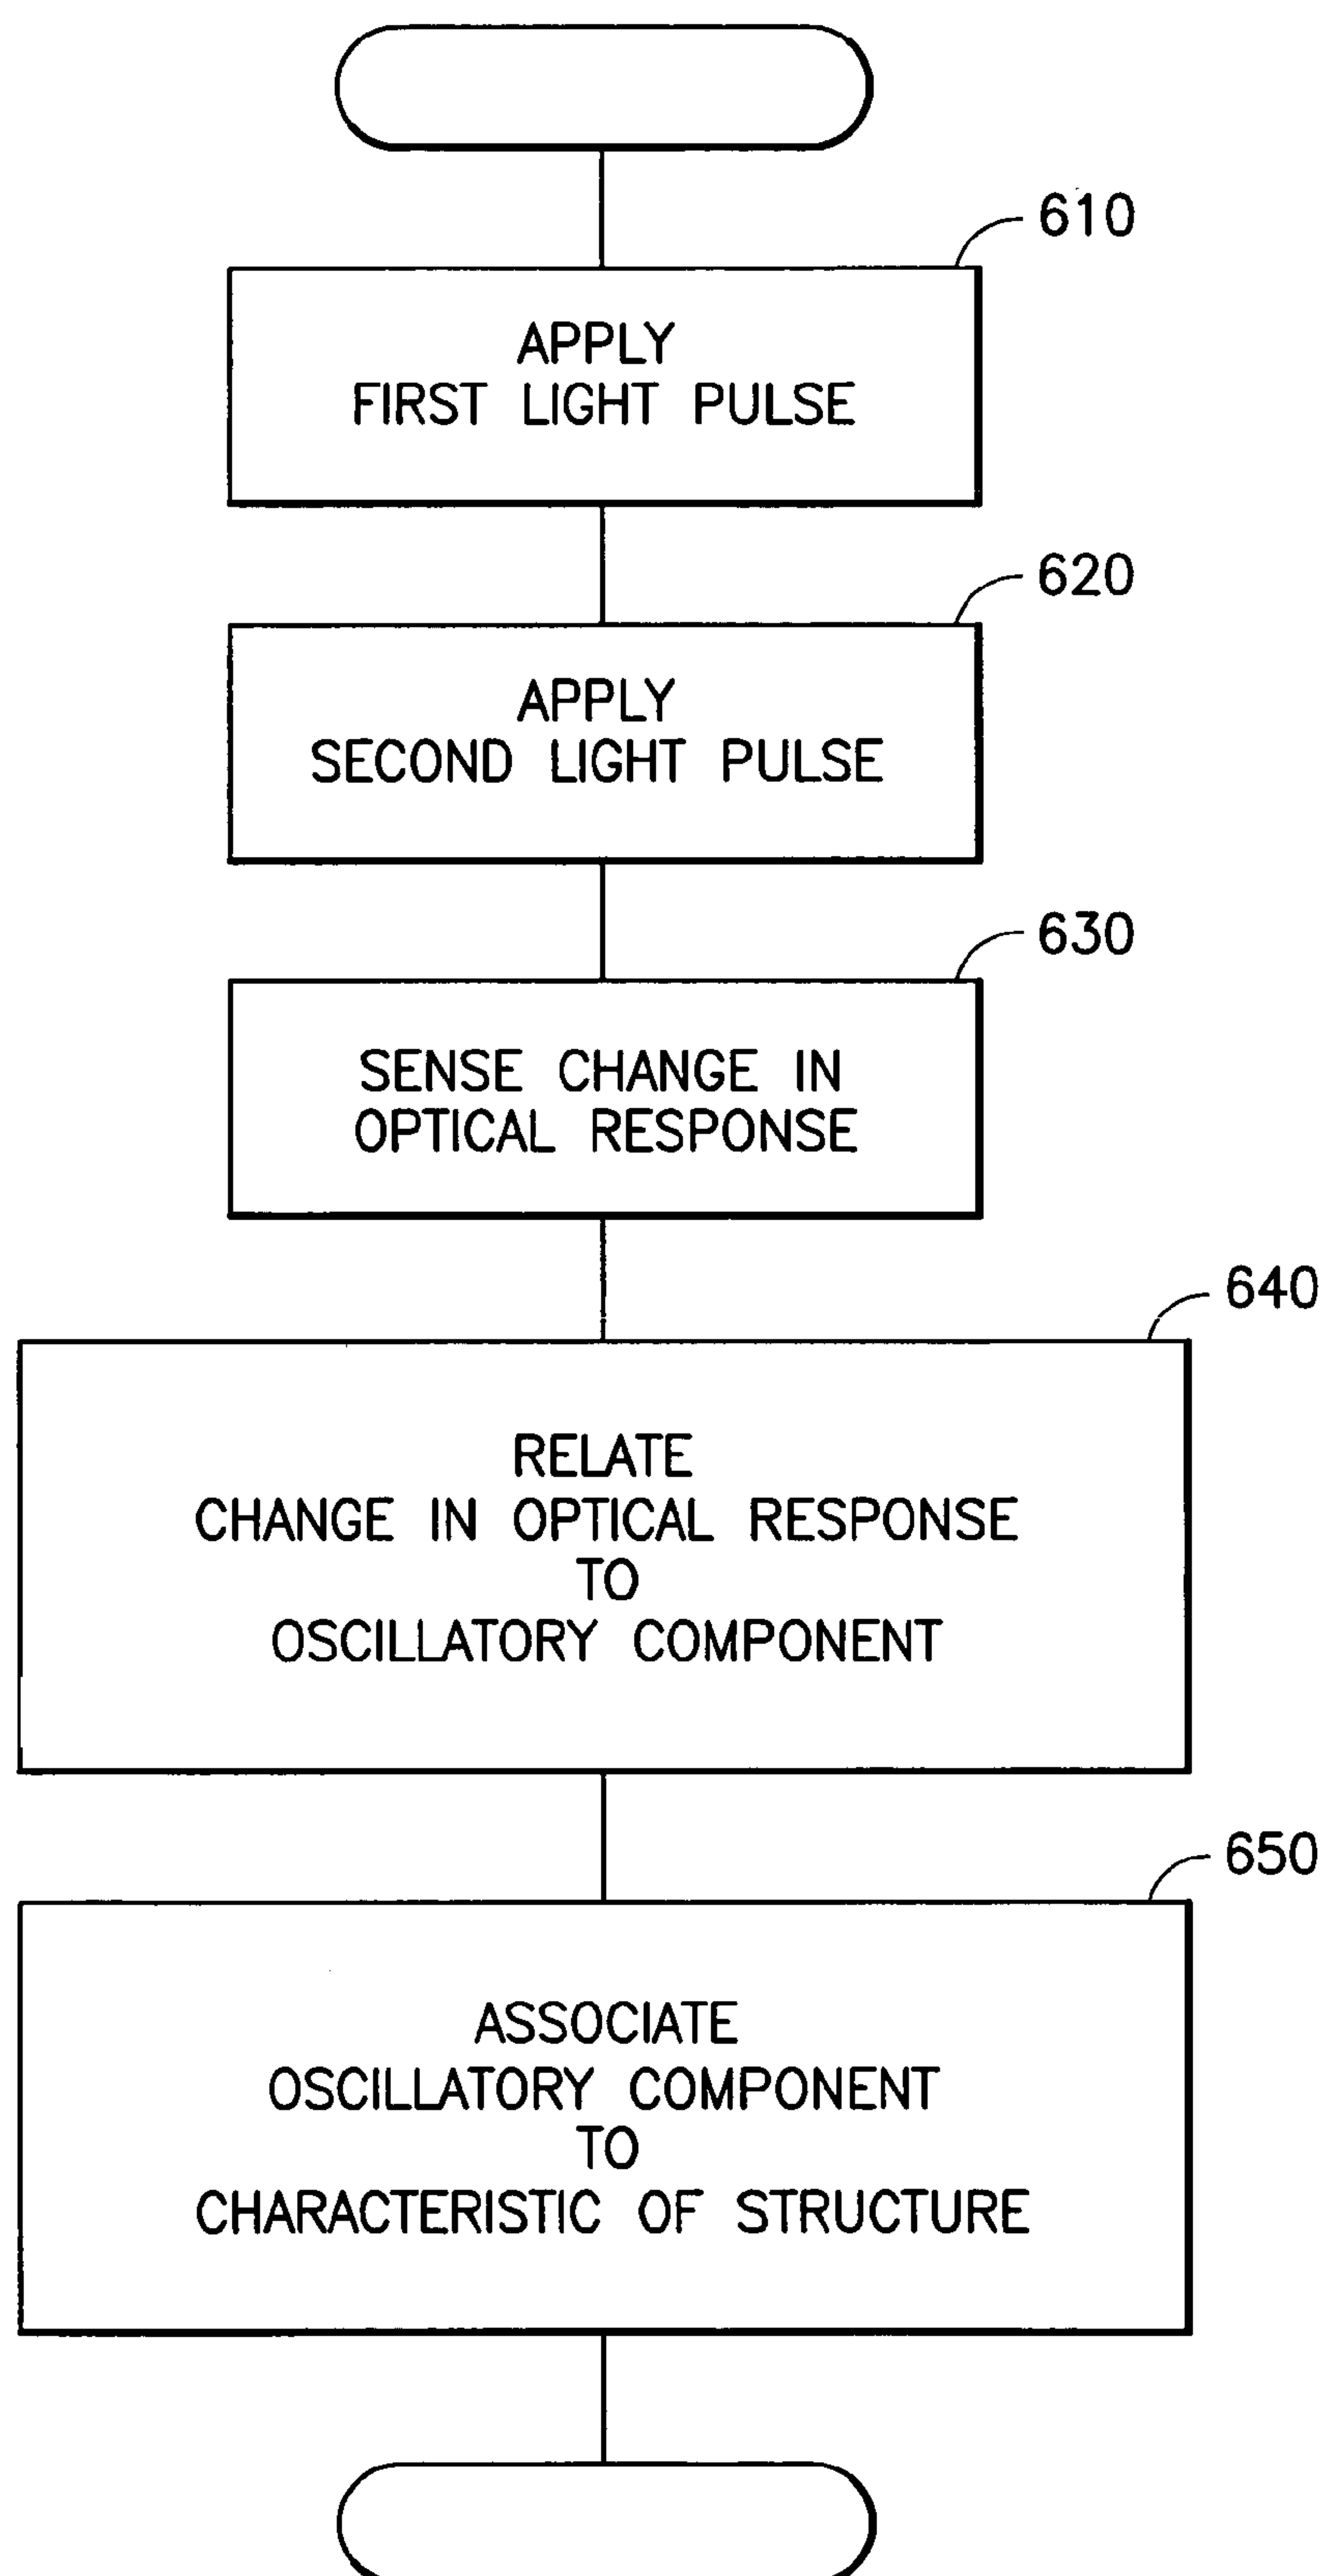 610
APPLY
FIRST LIGHT PULSE
620
APPLY
SECOND LIGHT PULSE
630
SENSE CHANGE IN
OPTICAL RESPONSE
640
RELATE
CHANGE IN OPTICAL RESPONSE
TO
OSCILLATORY COMPONENT
650
ASSOCIATE
OSCILLATORY COMPONENT
TO
CHARACTERISTIC OF STRUCTURE